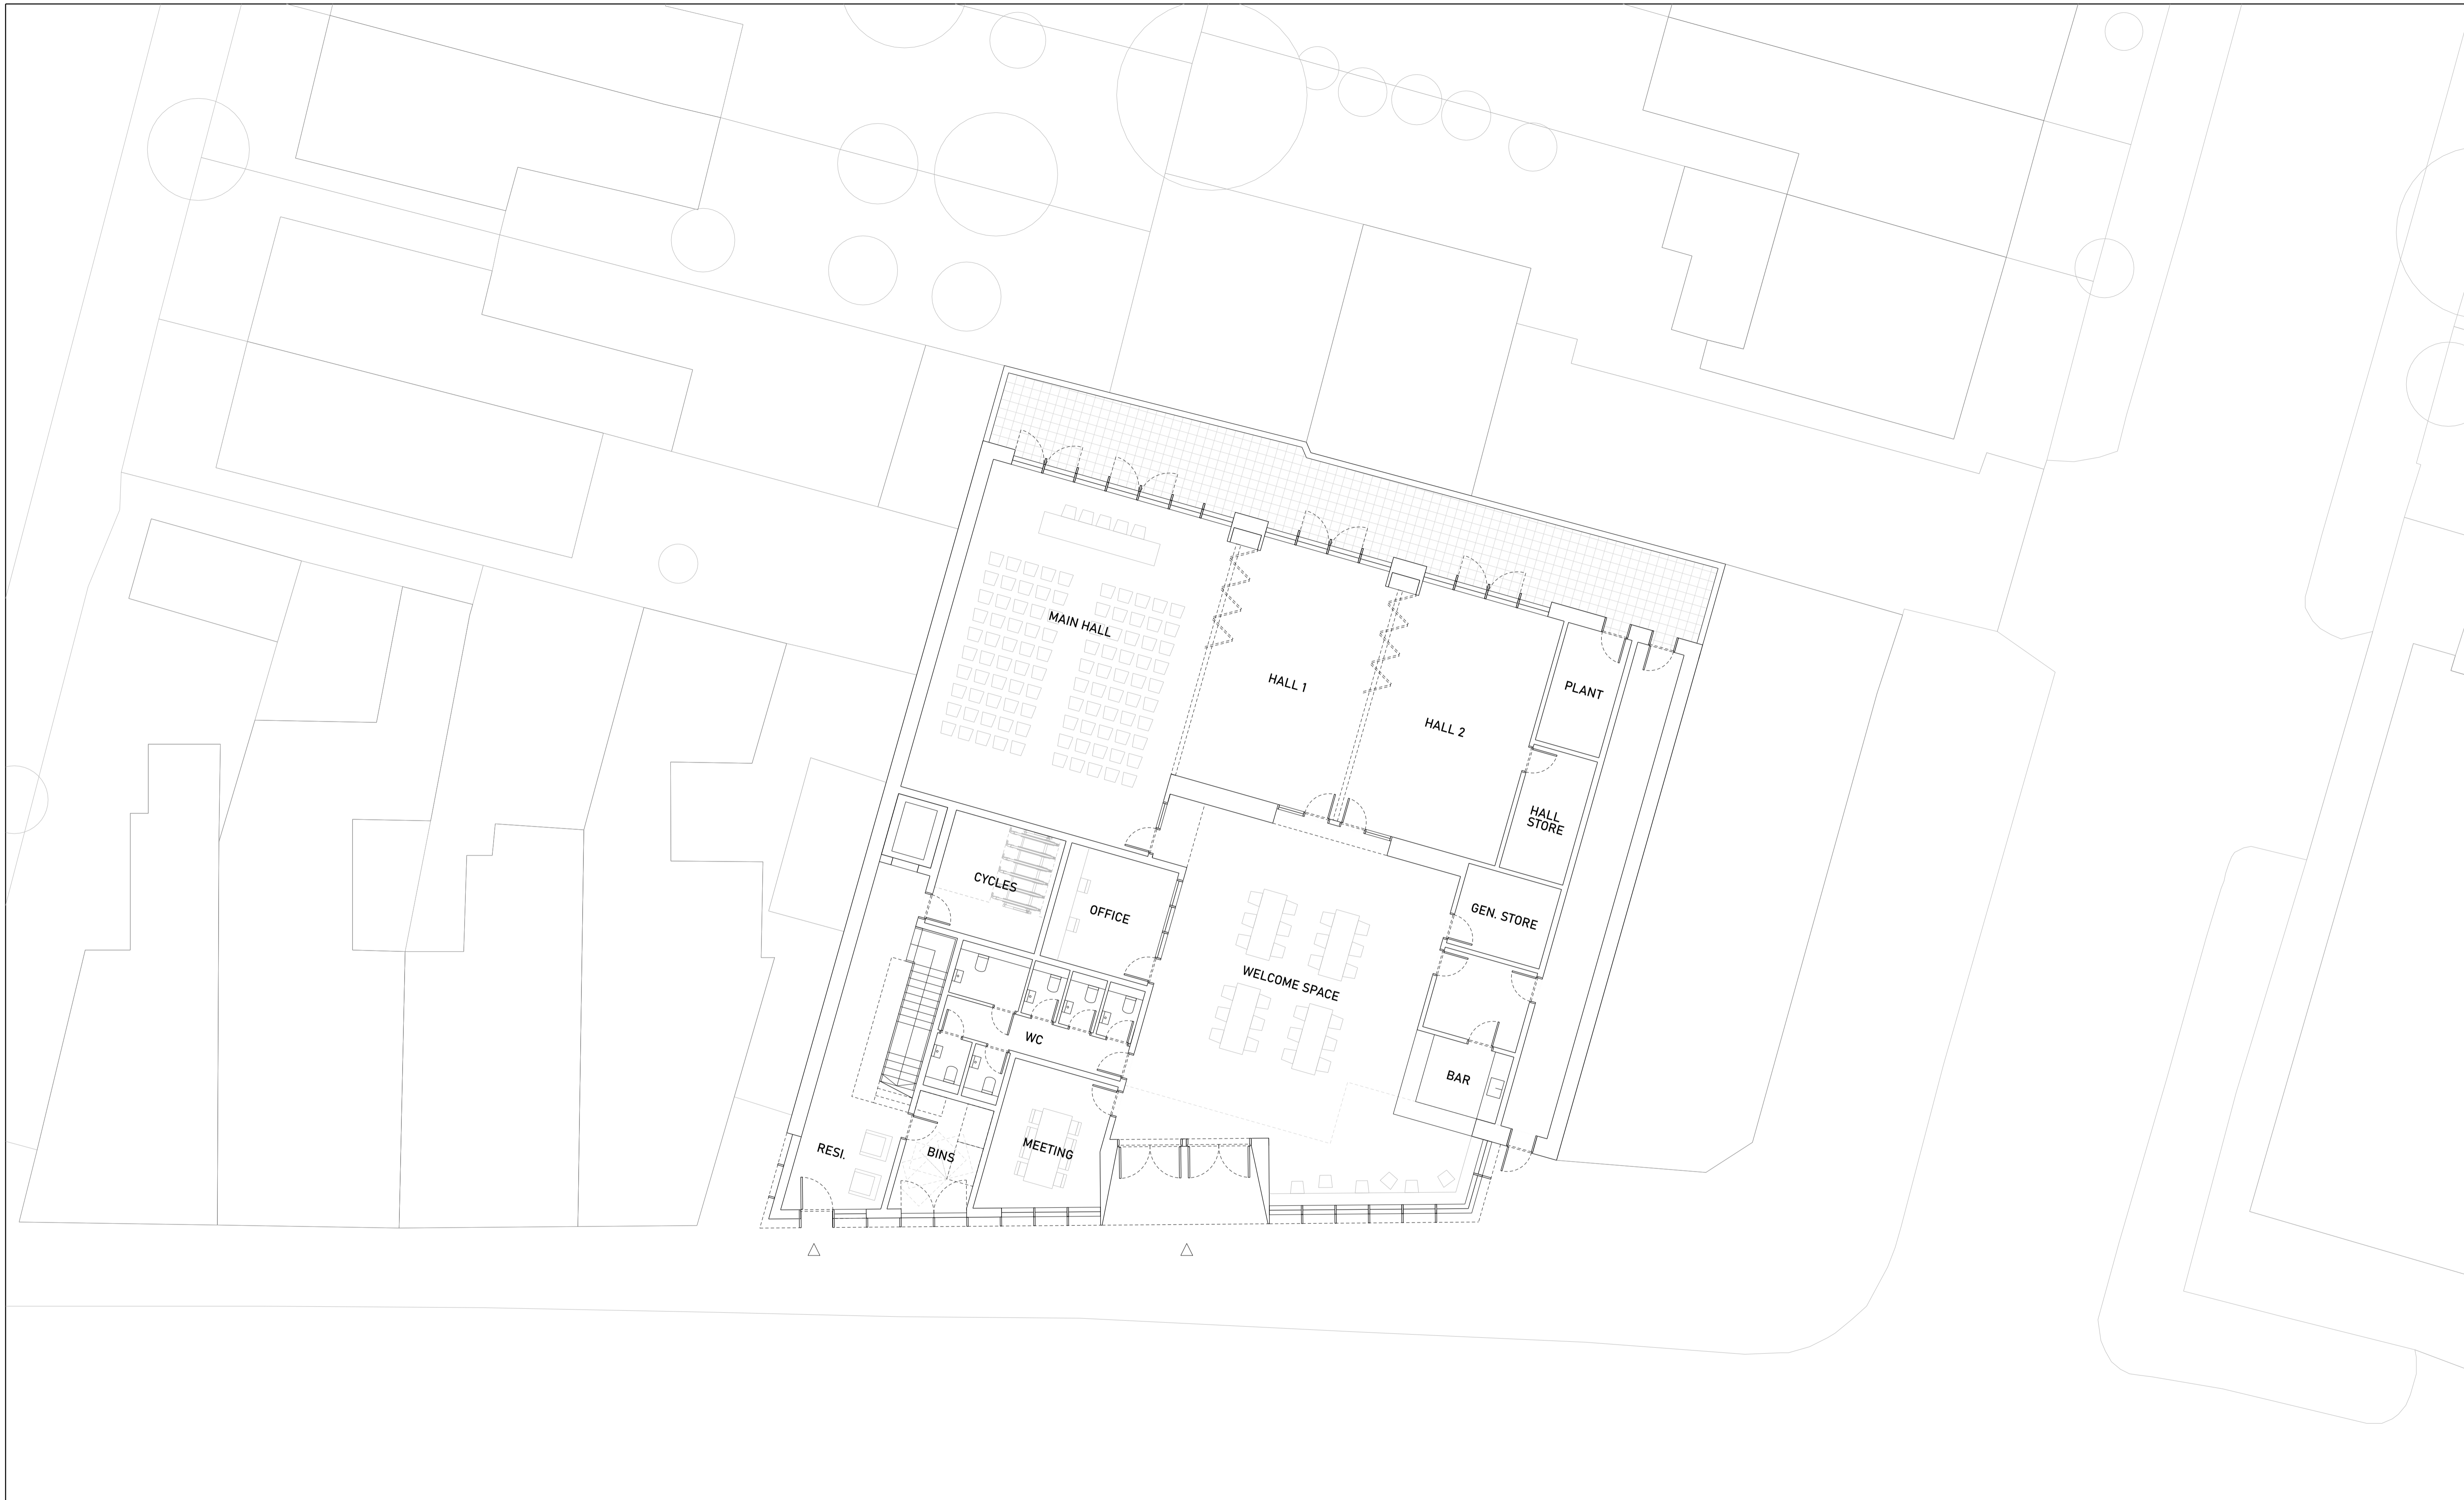 MAIN HALL
HALL 1
HALL 2
PLANT
HALL
STORE
CYCLES
OFFICE
GEN. STORE
WELCOME SPACE
WC
BAR
RESI.
BINS
MEETING